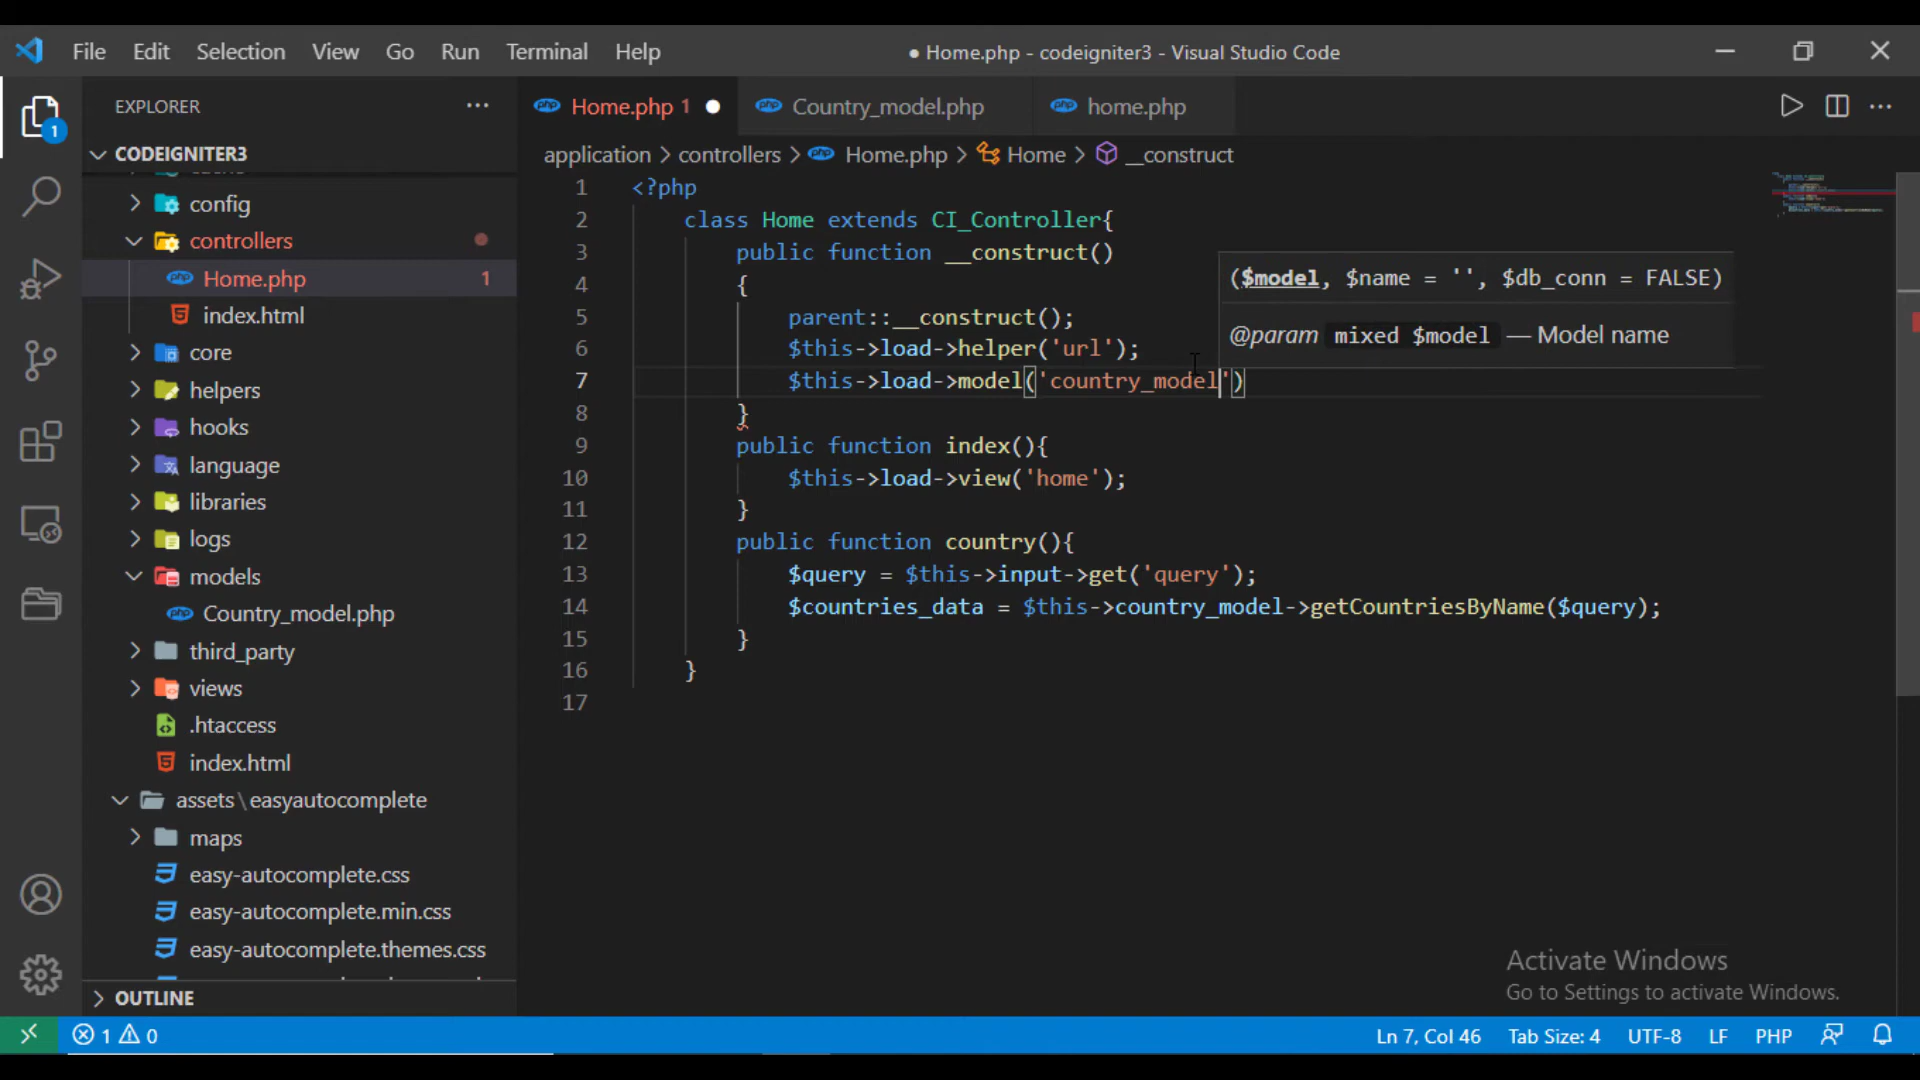 File Edit Selection View Go Run Terminal Help
● Home.php - codeigniter3 - Visual Studio Code
EXPLORER
Home.php 1
Country_model.php
home.php
CODEIGNITER3
config
controllers
Home.php 1
index.html
core
helpers
hooks
language
libraries
logs
models
Country_model.php
third_party
views
.htaccess
index.html
assets\easyautocomplete
maps
easy-autocomplete.css
easy-autocomplete.min.css
easy-autocomplete.themes.css
OUTLINE
application > controllers > Home.php > Home > __construct
1 <?php
2 class Home extends CI_Controller{
3 public function __construct()
4 {
5 parent::__construct();
6 $this->load->helper('url');
7 $this->load->model('country_model')
8 }
9 public function index(){
10 $this->load->view('home');
11 }
12 public function country(){
13 $query = $this->input->get('query');
14 $countries_data = $this->country_model->getCountriesByName($query);
15 }
16 }
17
($model, $name = '', $db_conn = FALSE)
@param mixed $model — Model name
Activate Windows
Go to Settings to activate Windows.
1
1 0
Ln 7, Col 46 Tab Size: 4 UTF-8 LF PHP